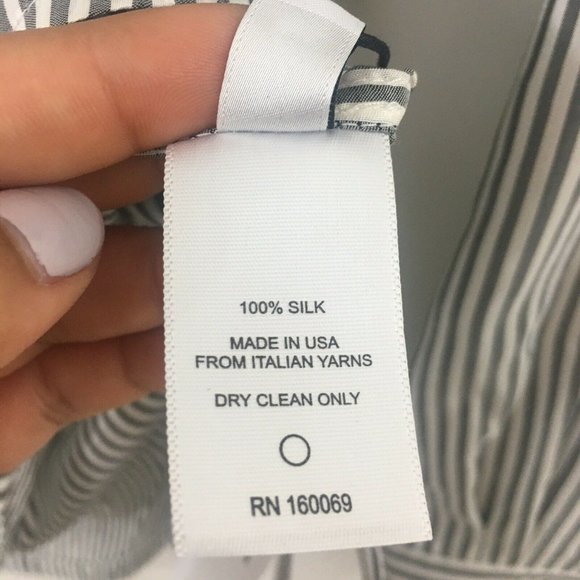 100% SILK
MADE IN USA
FROM ITALIAN YARNS
DRY CLEAN ONLY
RN 160069